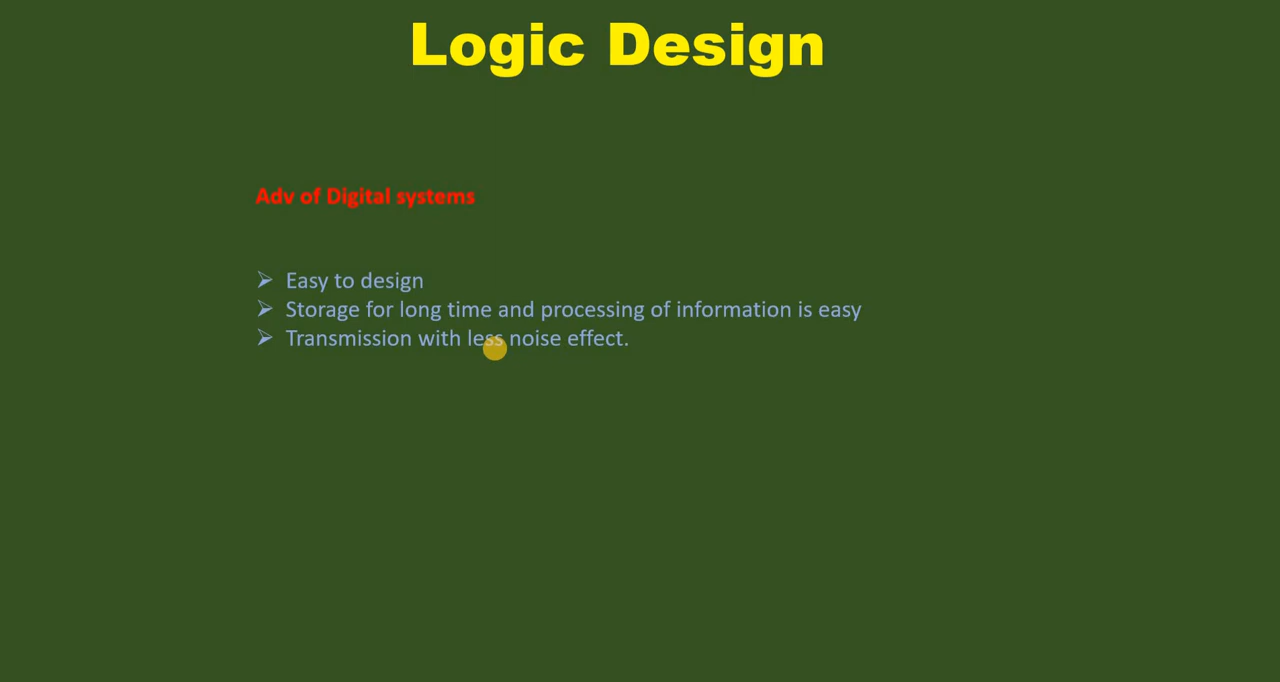 Logic Design
Adv of Digital systems
➢ Easy to design
➢ Storage for long time and processing of information is easy
➢ Transmission with less noise effect.